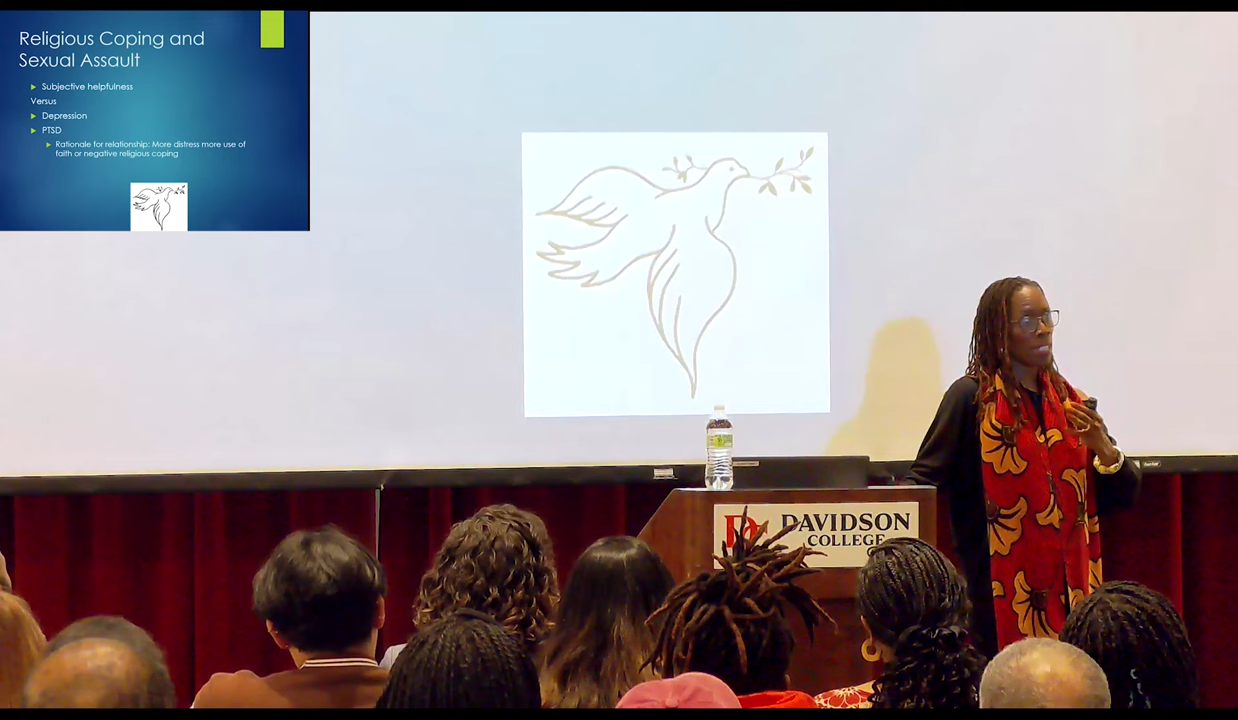 Religious Coping and
Sexual Assault
Subjective helpfulness
Versus
Depression
PTSD
Rationale for relationship: More distress more use of
faith or negative religious coping
DAVIDSON
COLLEGE